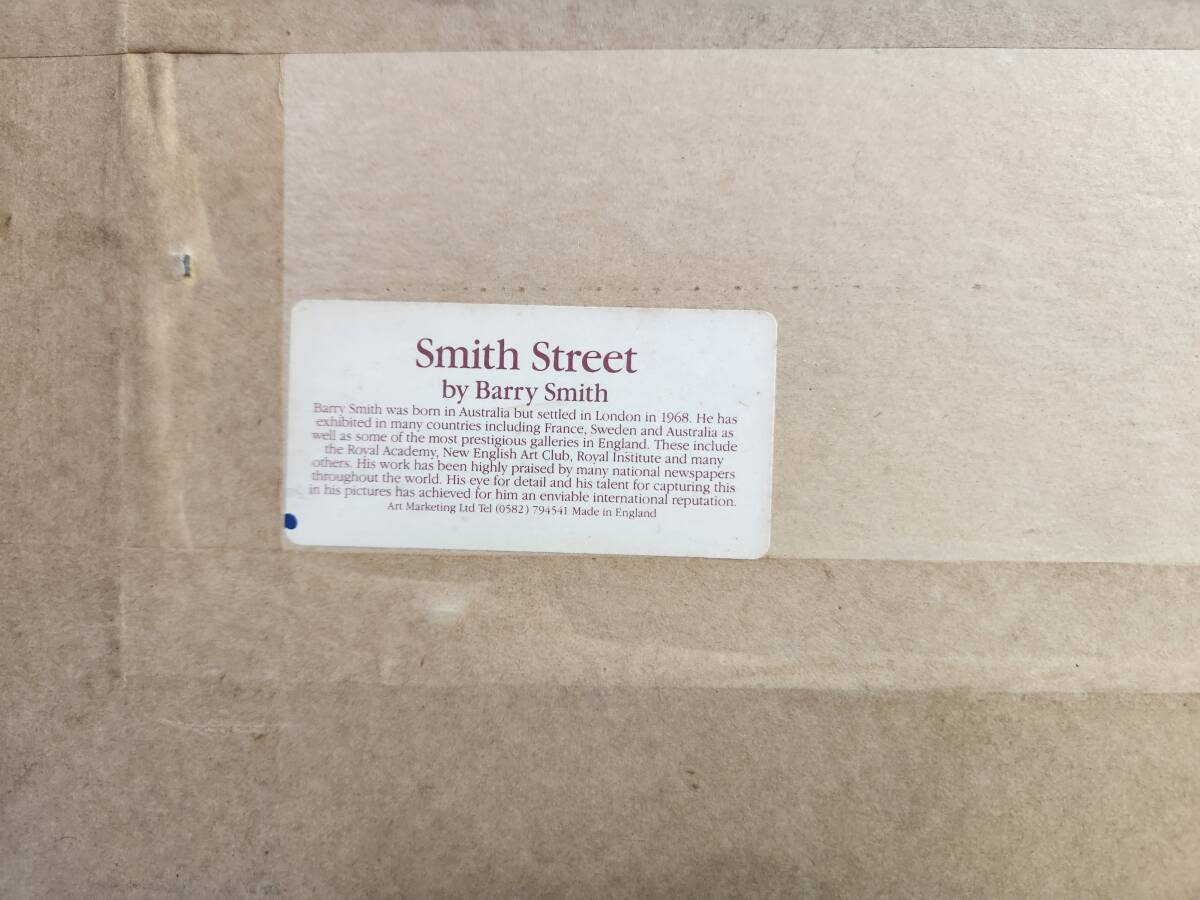 Smith Street
by Barry Smith
Barry Smith was born in Australia but settled in London in 1968. He has
exhibited in many countries including France, Sweden and Australia as
well as some of the most prestigious galleries in England. These include
the Royal Academy, New English Art Club, Royal Institute and many
others. His work has been highly praised by many national newspapers
throughout the world. His eye for detail and his talent for capturing this
in his pictures has achieved for him an enviable international reputation.
Art Marketing Ltd Tel (0582) 794541 Made in England